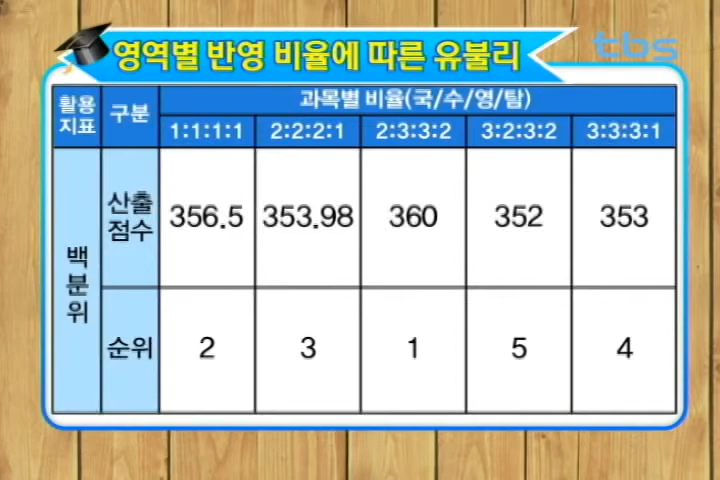 영역별 반영 비율에 따른 유불리
tbs
활용
지표
구분
과목별 비율(국/수/영/탐)
1:1:1:1
2:2:2:1
2:3:3:2
3:2:3:2
3:3:3:1
백
분
위
산출
점수
356.5
353.98
360
352
353
순위
2
3
1
5
4